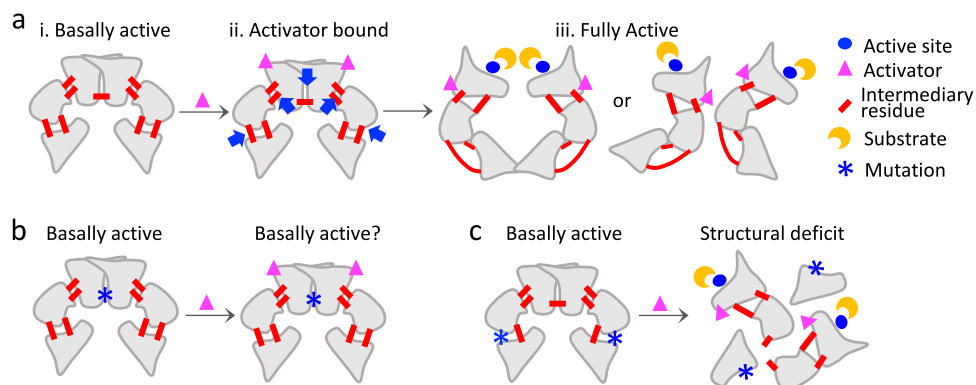 a
i. Basally active
ii. Activator bound
iii. Fully Active
or
Active site
Activator
Intermediary
residue
Substrate
* Mutation
b
Basally active
Basally active?
*
*
c
Basally active
Structural deficit
*
*
*
*